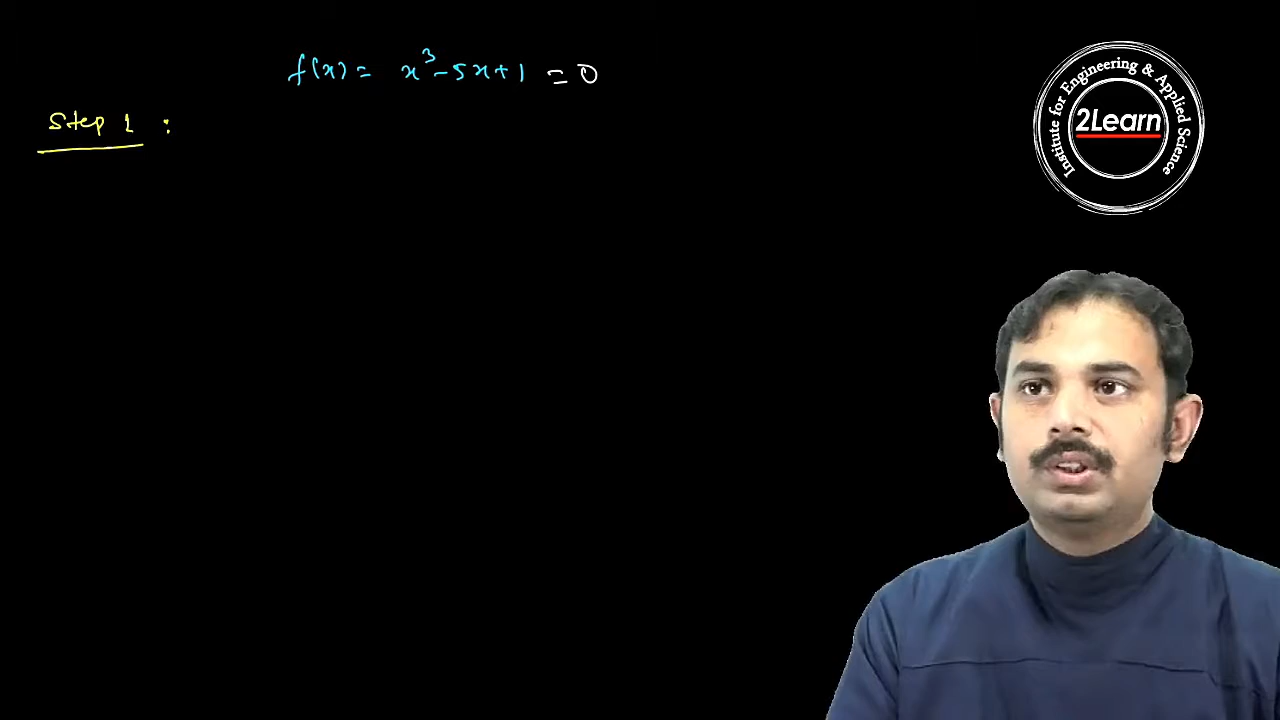 f(x) = x³-5x+1 = 0
Step 1 :
Institute for Engineering & Applied Science
2Learn